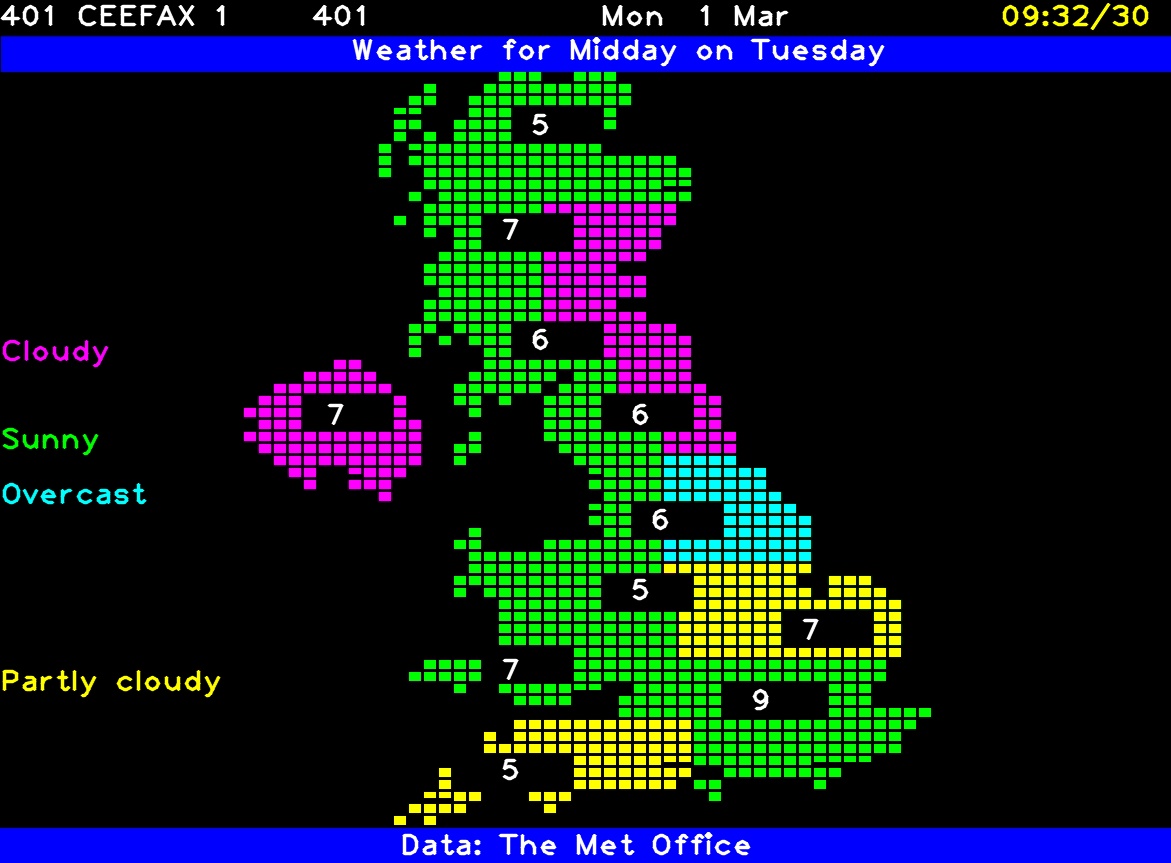 401 CEEFAX 1 401 Mon 1 Mar 09:32/30
Weather for Midday on Tuesday
5
7
6
Cloudy
7 6
Sunny
Overcast
6
5
7
7
Partly cloudy
9
5
Data: The Met Office